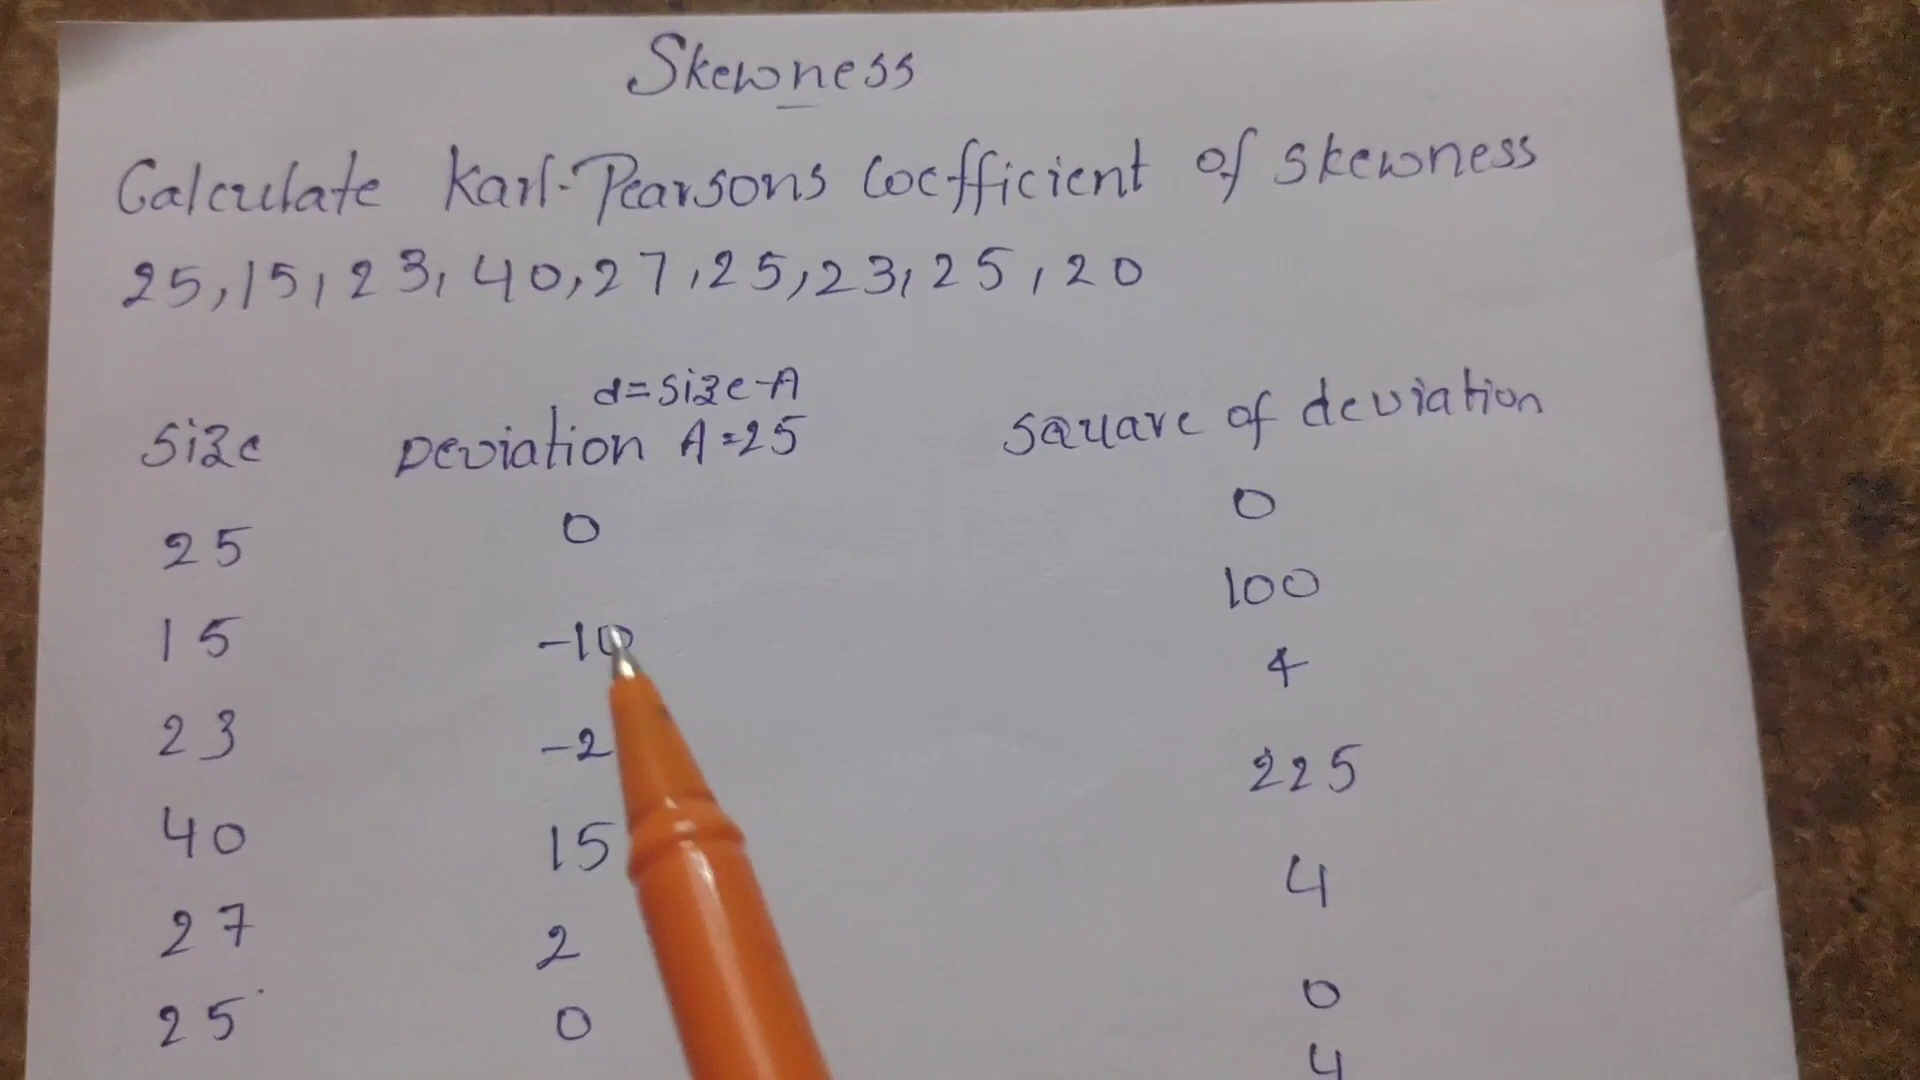 Skewness
Calculate Karl-Pearsons Coefficient of skewness
25, 15, 23, 40, 27, 25, 23, 25, 20
d=size-A
Size Deviation A=25 square of deviation
25 0 0
15 -10 100
23 -2 4
40 15 225
27 2 4
25 0 0
4